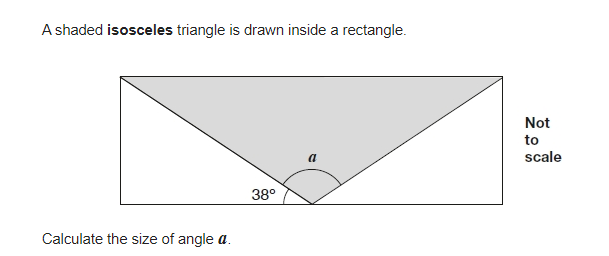 A shaded isosceles triangle is drawn inside a rectangle.
Not
to
scale
a
38°
Calculate the size of angle a.